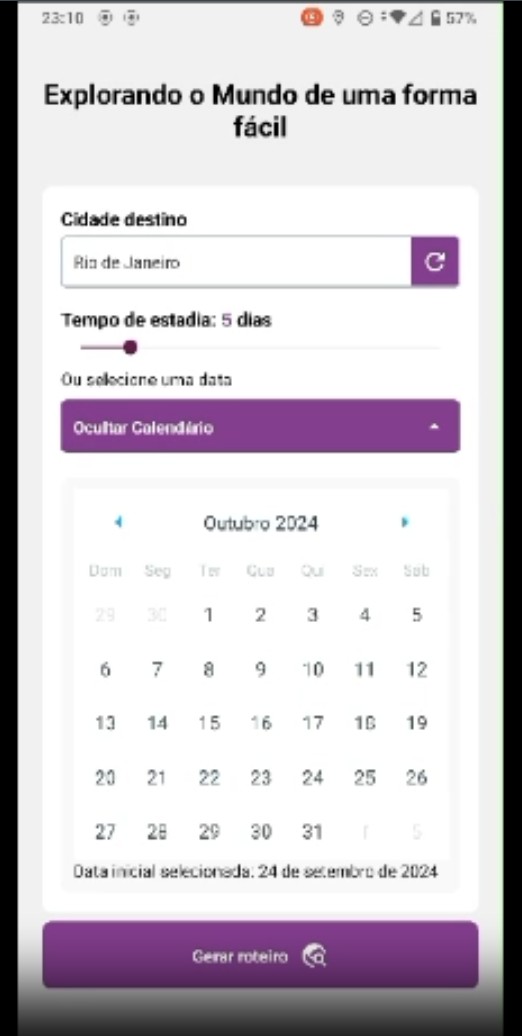 23:10 57%
Explorando o Mundo de uma forma
fácil
Cidade destino
Rio de Janeiro
Tempo de estadia: 5 dias
Ou selecione uma data
Ocultar Calendário
Outubro 2024
Dom Seg Ter Qua Qui Sex Sáb
29 30 1 2 3 4 5
6 7 8 9 10 11 12
13 14 15 16 17 18 19
20 21 22 23 24 25 26
27 28 29 30 31
Data inicial selecionada: 24 de setembro de 2024
Gerar roteiro